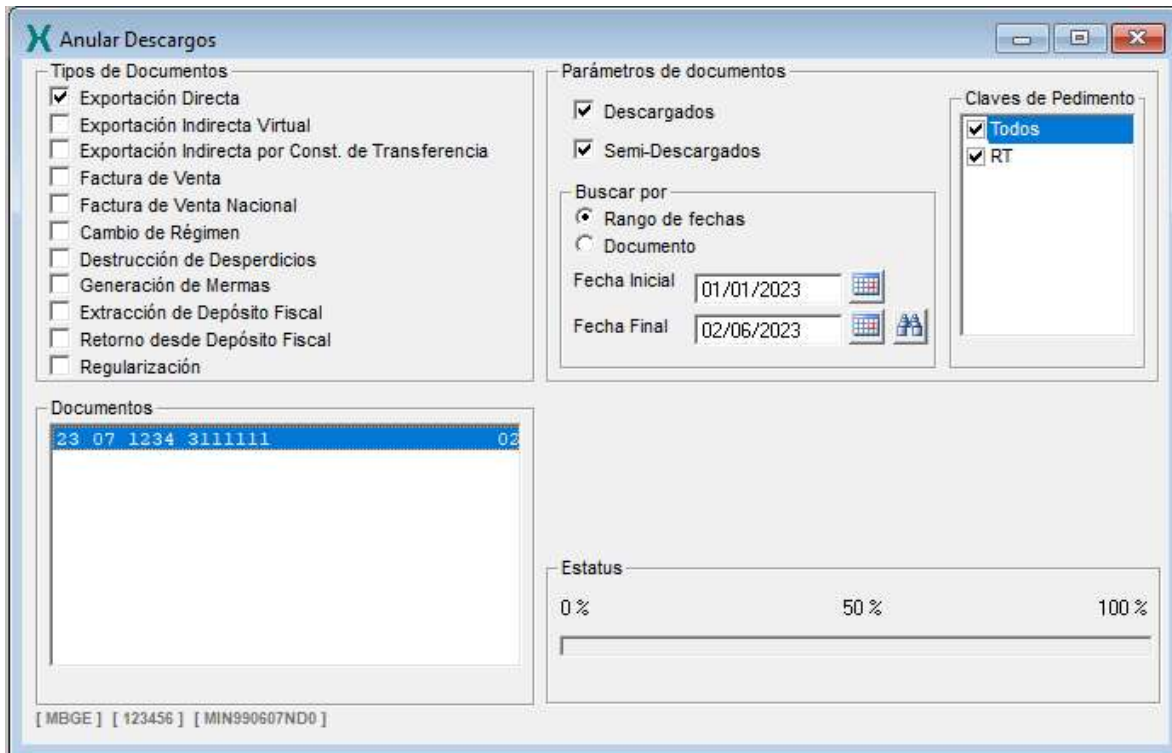 Anular Descargos
Tipos de Documentos
Exportación Directa
Exportación Indirecta Virtual
Exportación Indirecta por Const. de Transferencia
Factura de Venta
Factura de Venta Nacional
Cambio de Régimen
Destrucción de Desperdicios
Generación de Mermas
Extracción de Depósito Fiscal
Retorno desde Depósito Fiscal
Regularización
Parámetros de documentos
Descargados
Semi-Descargados
Buscar por
Rango de fechas
Documento
Fecha Inicial 01/01/2023
Fecha Final 02/06/2023
Claves de Pedimento
Todos
RT
Documentos
23 07 1234 3111111 02
Estatus
0 % 50 % 100 %
[ MBGE ] [ 123456 ] [ MIN990607ND0 ]